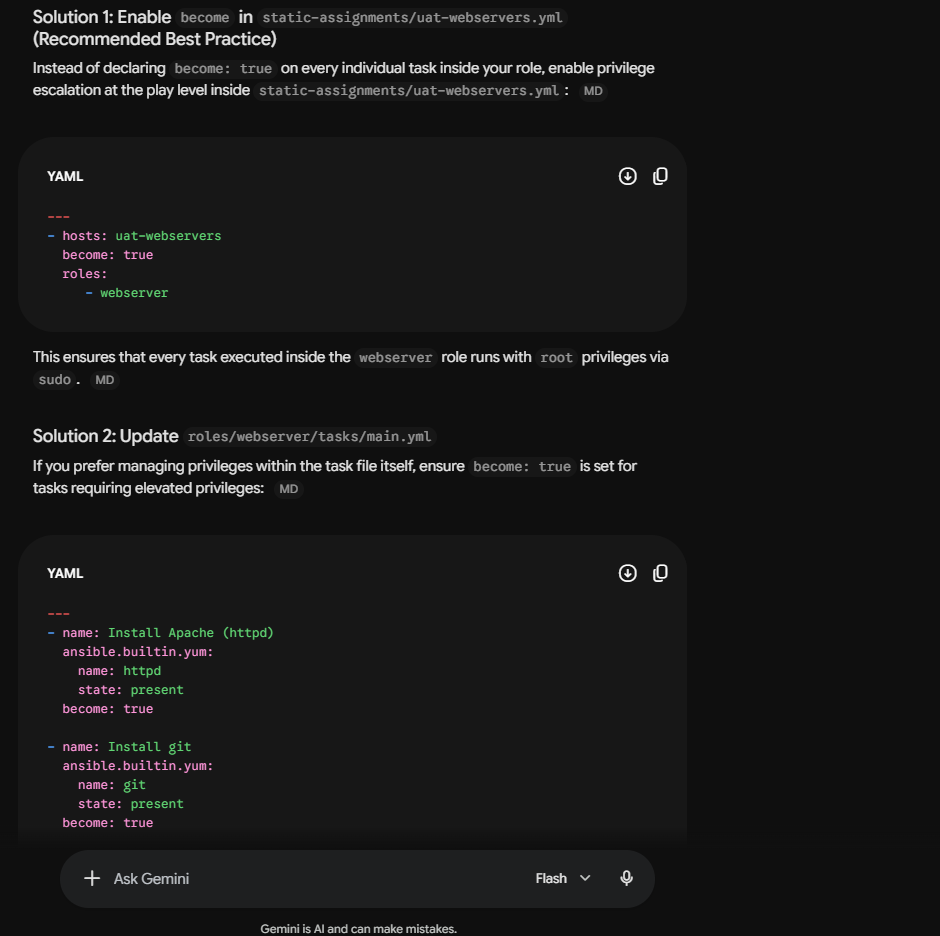 Solution 1: Enable become in static-assignments/uat-webservers.yml
(Recommended Best Practice)
Instead of declaring become: true on every individual task inside your role, enable privilege
escalation at the play level inside static-assignments/uat-webservers.yml : MD
YAML
---
- hosts: uat-webservers
  become: true
  roles:
     - webserver
This ensures that every task executed inside the webserver role runs with root privileges via
sudo . MD
Solution 2: Update roles/webserver/tasks/main.yml
If you prefer managing privileges within the task file itself, ensure become: true is set for
tasks requiring elevated privileges: MD
YAML
---
- name: Install Apache (httpd)
  ansible.builtin.yum:
    name: httpd
    state: present
  become: true
- name: Install git
  ansible.builtin.yum:
    name: git
    state: present
  become: true
Ask Gemini
Flash
Gemini is AI and can make mistakes.